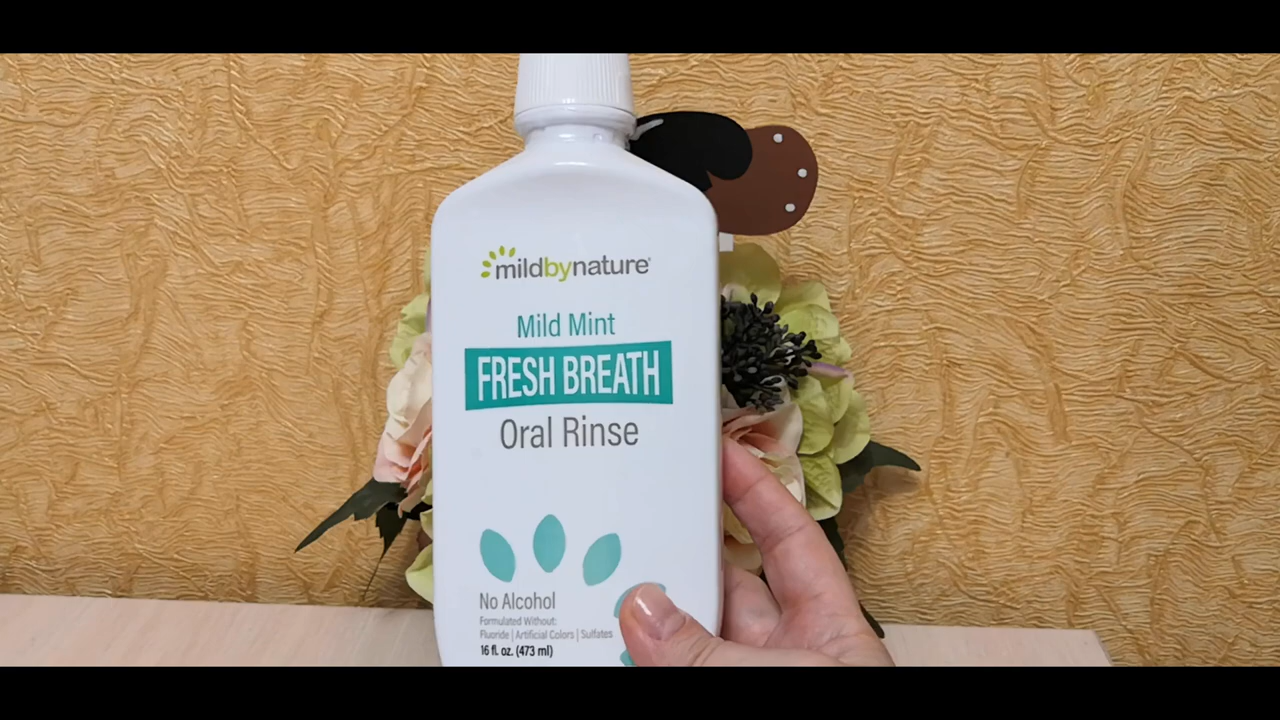 mildbynature®
Mild Mint
FRESH BREATH
Oral Rinse
No Alcohol
Formulated Without:
Fluoride | Artificial Colors | Sulfates
16 fl. oz. (473 ml)